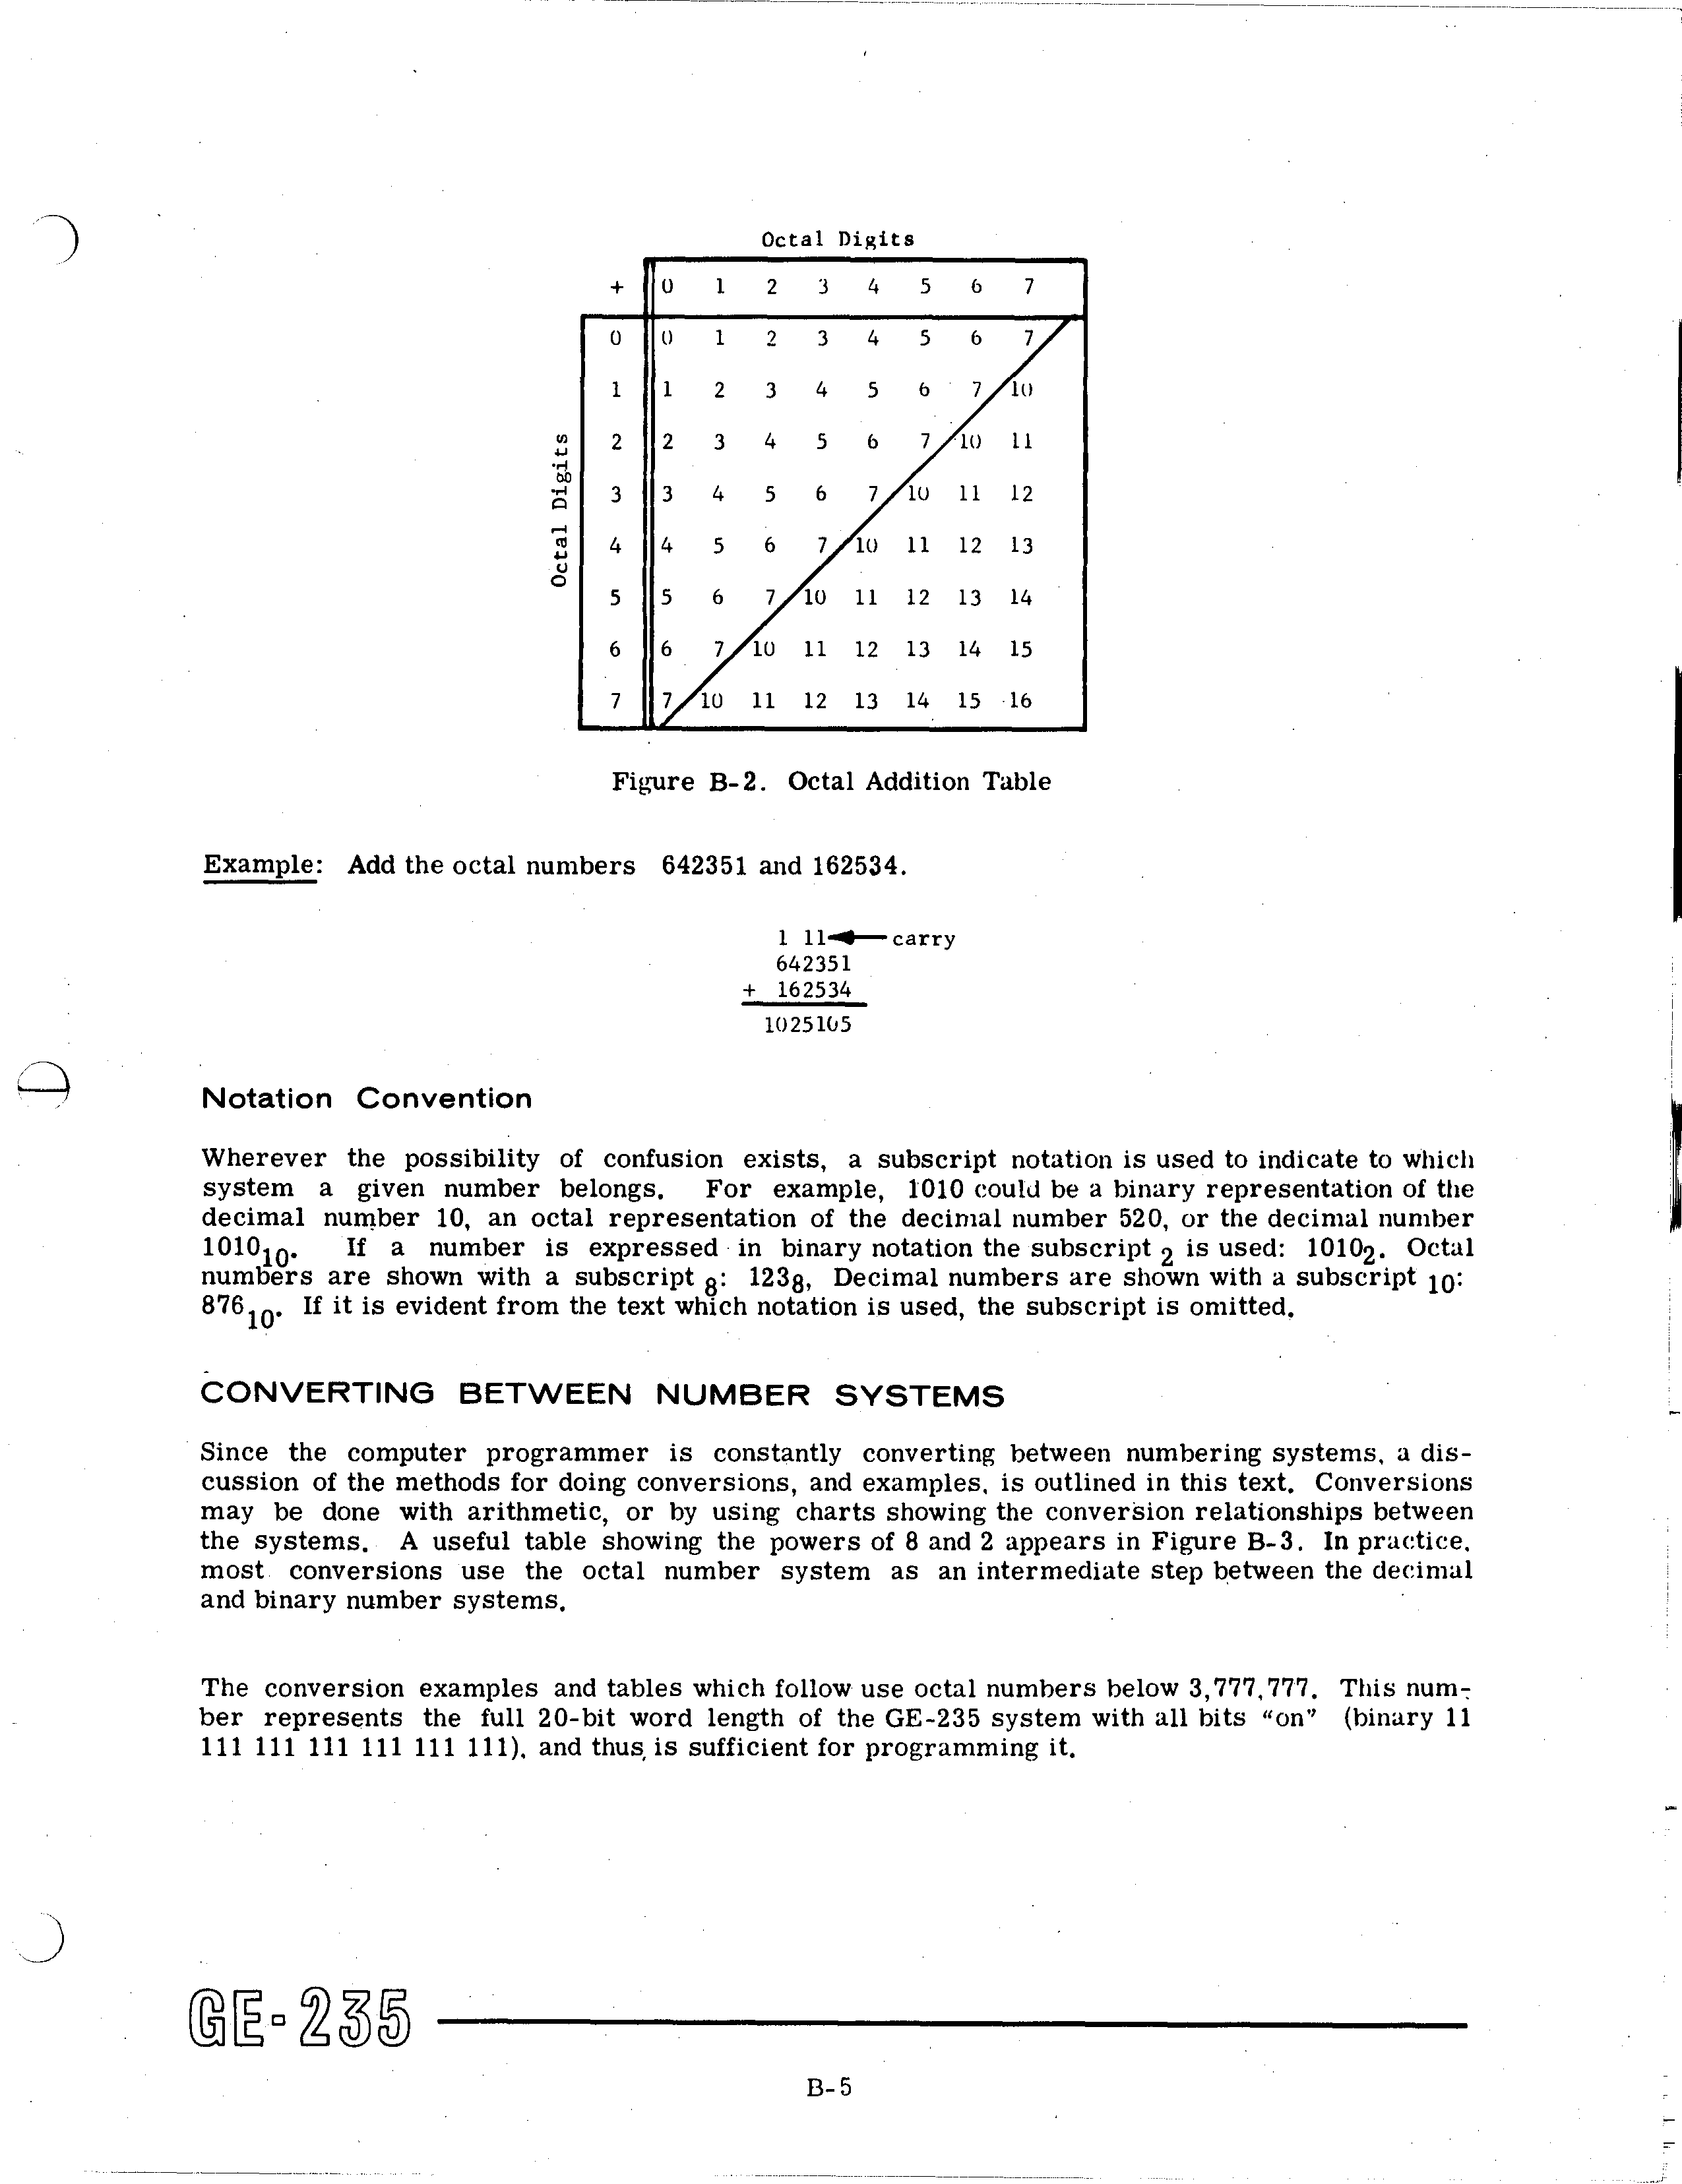 Octal Digits
+ 0 1 2 3 4 5 6 7
0 0 1 2 3 4 5 6 7
1 1 2 3 4 5 6 7 10
2 2 3 4 5 6 7 10 11
3 3 4 5 6 7 10 11 12
4 4 5 6 7 10 11 12 13
5 5 6 7 10 11 12 13 14
6 6 7 10 11 12 13 14 15
7 7 10 11 12 13 14 15 16
Octal Digits
Figure B-2. Octal Addition Table
Example: Add the octal numbers 642351 and 162534.
1 11 carry
642351
+ 162534
1025105
Notation Convention
Wherever the possibility of confusion exists, a subscript notation is used to indicate to which
system a given number belongs. For example, 1010 could be a binary representation of the
decimal number 10, an octal representation of the decimal number 520, or the decimal number
1010₁₀. If a number is expressed in binary notation the subscript ₂ is used: 1010₂. Octal
numbers are shown with a subscript ₈: 123₈, Decimal numbers are shown with a subscript ₁₀:
876₁₀. If it is evident from the text which notation is used, the subscript is omitted.
CONVERTING BETWEEN NUMBER SYSTEMS
Since the computer programmer is constantly converting between numbering systems, a dis-
cussion of the methods for doing conversions, and examples, is outlined in this text. Conversions
may be done with arithmetic, or by using charts showing the conversion relationships between
the systems. A useful table showing the powers of 8 and 2 appears in Figure B-3. In practice,
most conversions use the octal number system as an intermediate step between the decimal
and binary number systems.
The conversion examples and tables which follow use octal numbers below 3,777,777. This num-
ber represents the full 20-bit word length of the GE-235 system with all bits “on” (binary 11
111 111 111 111 111 111), and thus is sufficient for programming it.
GE-235
B-5